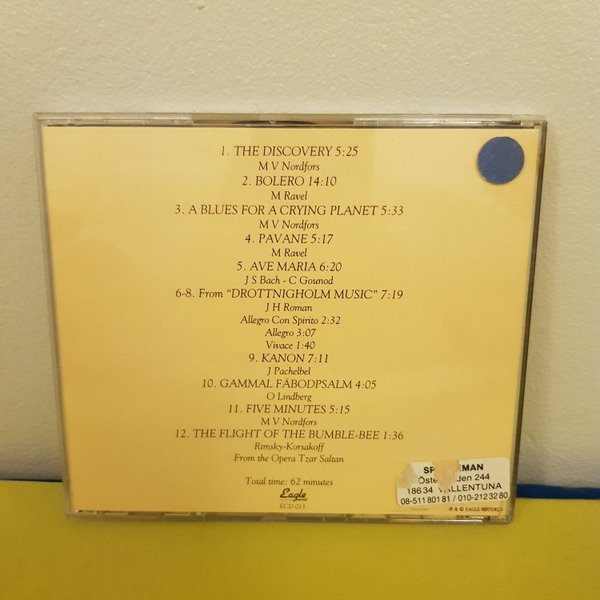 1. THE DISCOVERY 5:25
M V Nordfors
2. BOLERO 14:10
M Ravel
3. A BLUES FOR A CRYING PLANET 5:33
M V Nordfors
4. PAVANE 5:17
M Ravel
5. AVE MARIA 6:20
J S Bach - C Gounod
6-8. From "DROTTNIGHOLM MUSIC" 7:19
J H Roman
Allegro Con Spirito 2:32
Allegro 3:07
Vivace 1:40
9. KANON 7:11
J Pachelbel
10. GAMMAL FÄBODPSALM 4:05
O Lindberg
11. FIVE MINUTES 5:15
M V Nordfors
12. THE FLIGHT OF THE BUMBLE-BEE 1:36
Rimsky-Korsakoff
From the Opera Tzar Saltan
Total time: 62 minutes
Eagle
ECD 013
244
186 34 VALLENTUNA
08-511 801 81 / 010-212 32 80
℗ & © EAGLE RECORDS